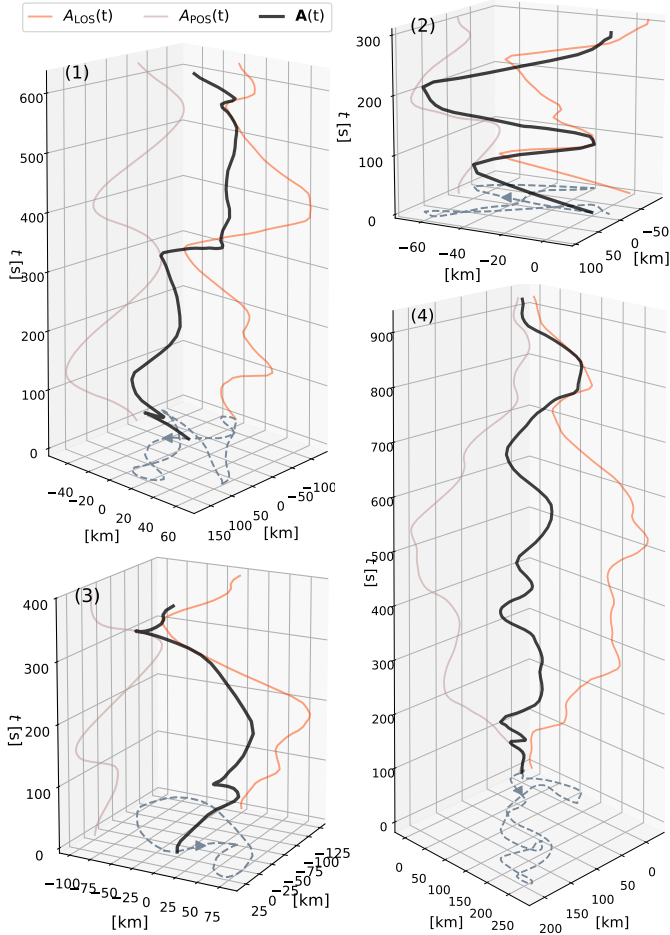 A_LOS(t) A_POS(t) A(t)
(1)
600
500
400
300
200
100
0
t [s]
−40 −20 0 20 40 60
[km]
150 100 50 0 −50 −100
[km]
(2)
300
200
100
0
t [s]
−60 −40 −20 0
[km]
100 50 0 −50
[km]
(3)
400
300
200
100
0
t [s]
−100 −75 −50 −25 0 25 50 75
[km]
25 0 −25 −50 −75 −100 −125
[km]
(4)
900
800
700
600
500
400
300
200
100
0
t [s]
0 50 100 150 200 250
[km]
200 150 100 50 0
[km]